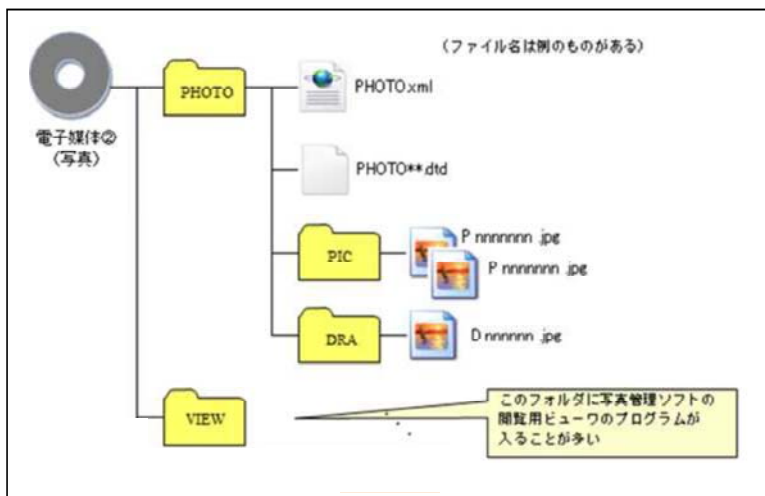 (ファイル名は例のものがある)
電子媒体②
(写真)
PHOTO
PHOTO.xml
PHOTO**.dtd
PIC
P nnnnnnn .jpg
P nnnnnnn .jpg
DRA
D nnnnnn .jpg
VIEW
このフォルダに写真管理ソフトの
閲覧用ビューワのプログラムが
入ることが多い